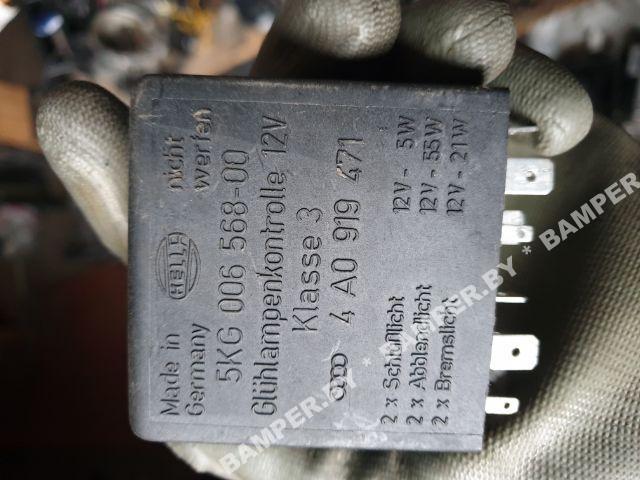 Made in
Germany
HELLA
nicht
werfen
5KG 006 568-00
Glühlampenkontrolle 12V
Klasse 3
4 A0 919 471
2 x Schlußlicht 12V - 5W
2 x Abblendlicht 12V - 55W
2 x Bremslicht 12V - 21W
BAMPER.BY * BAMPER.BY * BAMPER